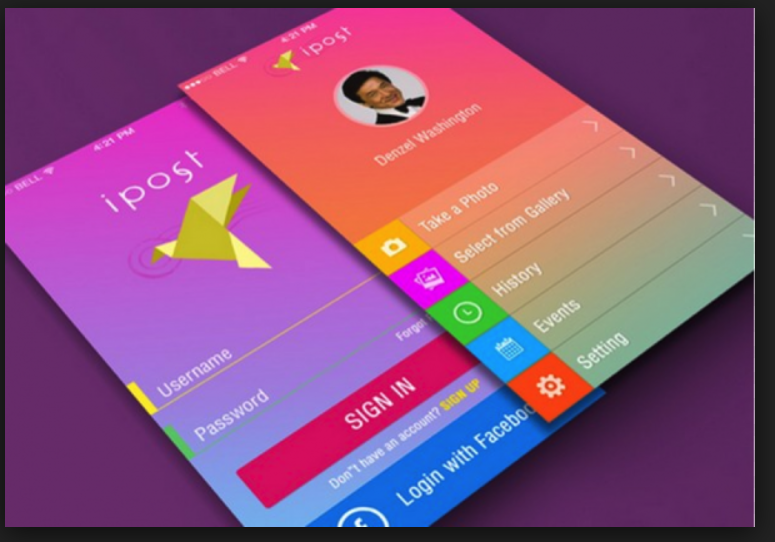 BELL 4:21 PM
ipost
Username
Password
Forgot
SIGN IN
Don"t have an account? SIGN UP
Login with Facebo
BELL 4:21 PM
ipost
Denzel Washington
Take a Photo
Select from Gallery
History
Events
Setting